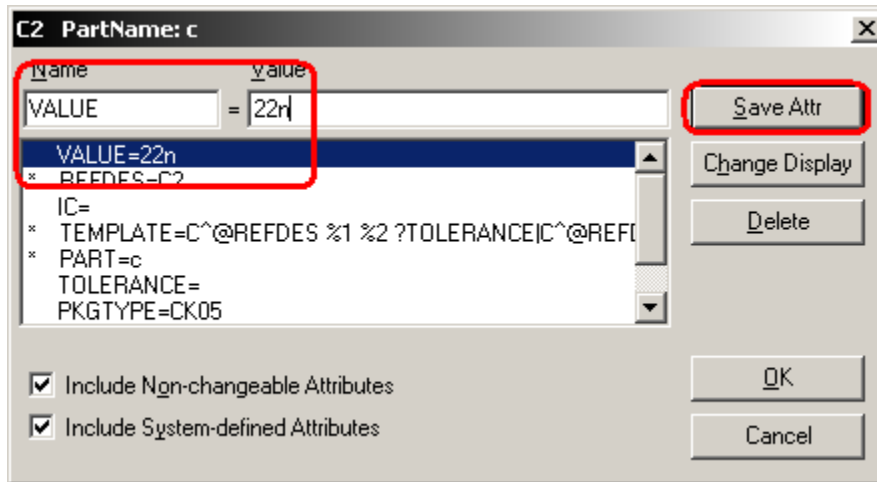 C2 PartName: c
Name Value
VALUE = 22n Save Attr
VALUE=22n
Change Display
* REFDES=C2
IC=
* TEMPLATE=C^@REFDES %1 %2 ?TOLERANCE|C^@REFD
Delete
* PART=c
TOLERANCE=
PKGTYPE=CK05
Include Non-changeable Attributes
OK
Include System-defined Attributes
Cancel